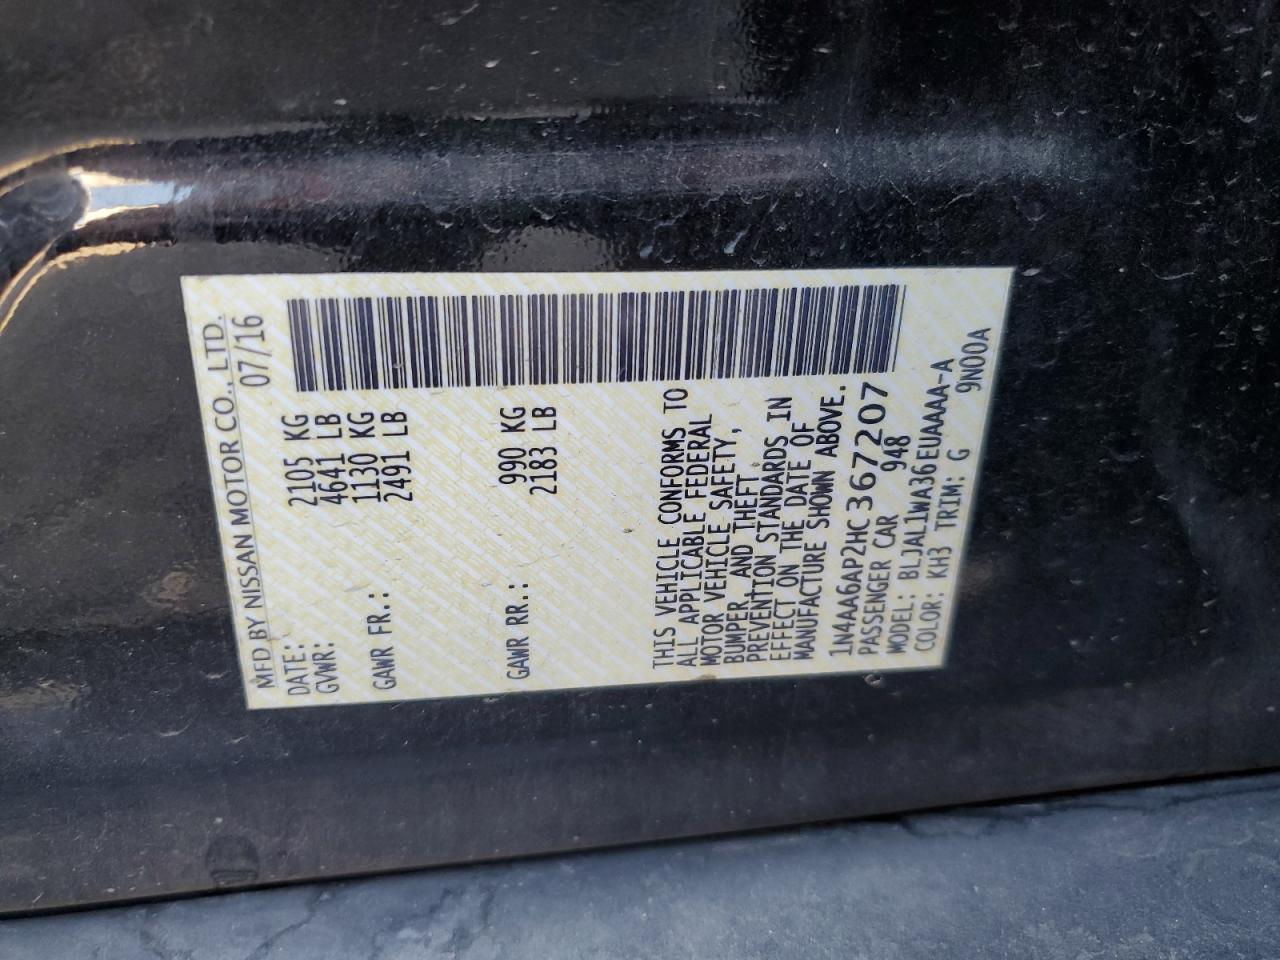 MFD BY NISSAN MOTOR CO., LTD.
DATE: 07/16
GVWR: 2105 KG
4641 LB
GAWR FR.: 1130 KG
2491 LB
GAWR RR.: 990 KG
2183 LB
THIS VEHICLE CONFORMS TO
ALL APPLICABLE FEDERAL
MOTOR VEHICLE SAFETY,
BUMPER, AND THEFT
PREVENTION STANDARDS IN
EFFECT ON THE DATE OF
MANUFACTURE SHOWN ABOVE.
1N4AA6AP2HC367207
PASSENGER CAR
948
MODEL: BLJAL1WA36EUAAAA-A
COLOR: KH3 TRIM: G 9N00A